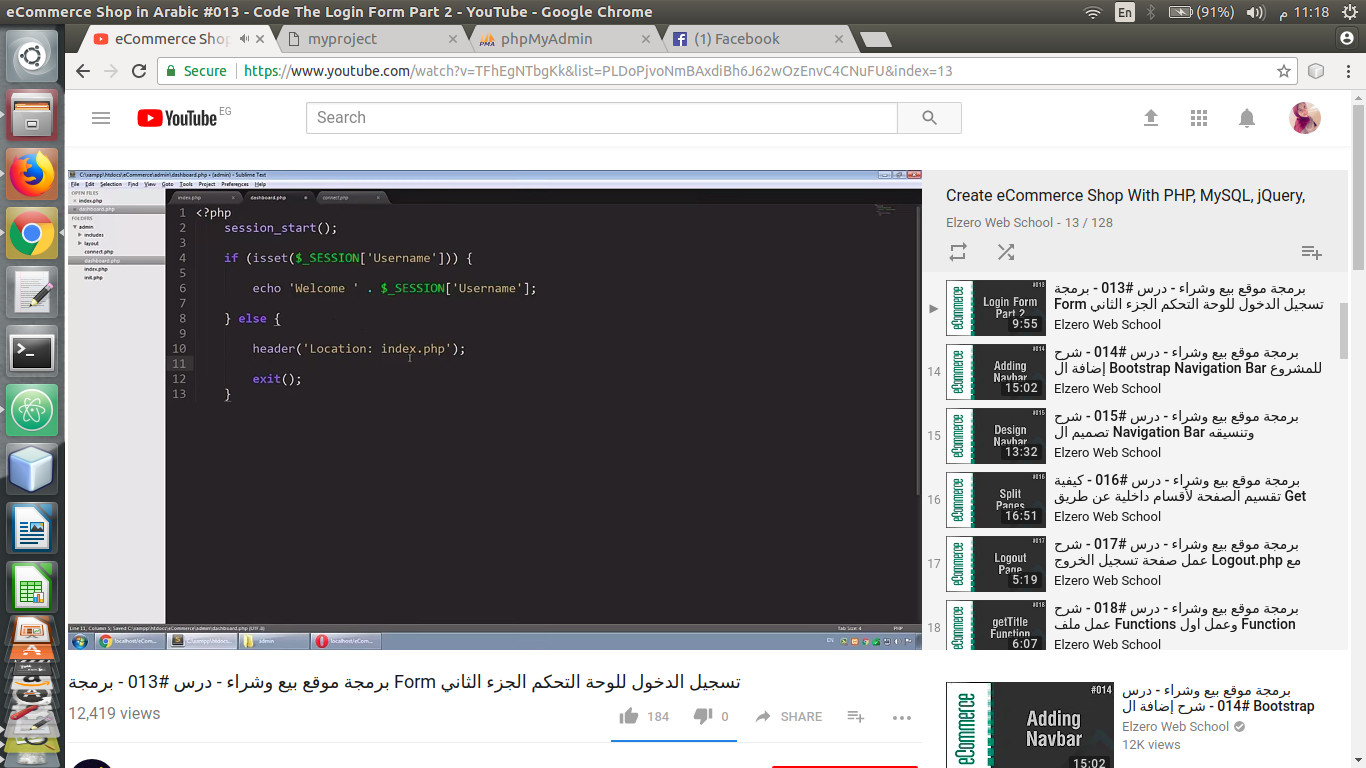 eCommerce Shop in Arabic #013 - Code The Login Form Part 2 - YouTube - Google Chrome
En
(91%)
11:18 م
eCommerce Shop
myproject
phpMyAdmin
(1) Facebook
Secure
https://www.youtube.com/watch?v=TFhEgNTbgKk&list=PLDoPjvoNmBAxdiBh6J62wOzEnvC4CNuFU&index=13
YouTube EG
Search
C:\xampp\htdocs\eCommerce\admin\dashboard.php • (admin) - Sublime Text
File Edit Selection Find View Goto Tools Project Preferences Help
OPEN FILES
index.php
dashboard.php
FOLDERS
admin
includes
layout
connect.php
dashboard.php
index.php
init.php
index.php
dashboard.php
connect.php
1 <?php
2 session_start();
3
4 if (isset($_SESSION['Username'])) {
5
6 echo 'Welcome ' . $_SESSION['Username'];
7
8 } else {
9
10 header('Location: index.php');
11
12 exit();
13 }
Line 11, Column 5; Saved C:\xampp\htdocs\eCommerce\admin\dashboard.php (UTF-8)
Tab Size: 4
PHP
localhost/eCom...
C:\xampp\htdocs\e...
admin
localhost/eCom...
EN
Create eCommerce Shop With PHP, MySQL, jQuery,
Elzero Web School - 13 / 128
eCommerce
#013
Login Form
Part 2
9:55
برمجة موقع بيع وشراء - درس #013 - برمجة
تسجيل الدخول للوحة التحكم الجزء الثاني Form
Elzero Web School
14
eCommerce
#014
Adding
Navbar
15:02
برمجة موقع بيع وشراء - درس #014 - شرح
إضافة ال Bootstrap Navigation Bar للمشروع
Elzero Web School
15
eCommerce
#015
Design
Navbar
13:32
برمجة موقع بيع وشراء - درس #015 - شرح
تصميم ال Navigation Bar وتنسيقه
Elzero Web School
16
eCommerce
#016
Split
Pages
16:51
برمجة موقع بيع وشراء - درس #016 - كيفية
تقسيم الصفحة لأقسام داخلية عن طريق Get
Elzero Web School
17
eCommerce
#017
Logout
Page
5:19
برمجة موقع بيع وشراء - درس #017 - شرح
عمل صفحة تسجيل الخروج Logout.php مع
Elzero Web School
18
eCommerce
#018
getTitle
Function
6:07
برمجة موقع بيع وشراء - درس #018 - شرح
عمل ملف Functions وعمل اول Function
Elzero Web School
برمجة موقع بيع وشراء - درس #013 - برمجة Form تسجيل الدخول للوحة التحكم الجزء الثاني
12,419 views
184
0
SHARE
eCommerce
#014
Adding
Navbar
15:02
برمجة موقع بيع وشراء - درس
#014 - شرح إضافة ال Bootstrap
Elzero Web School
12K views